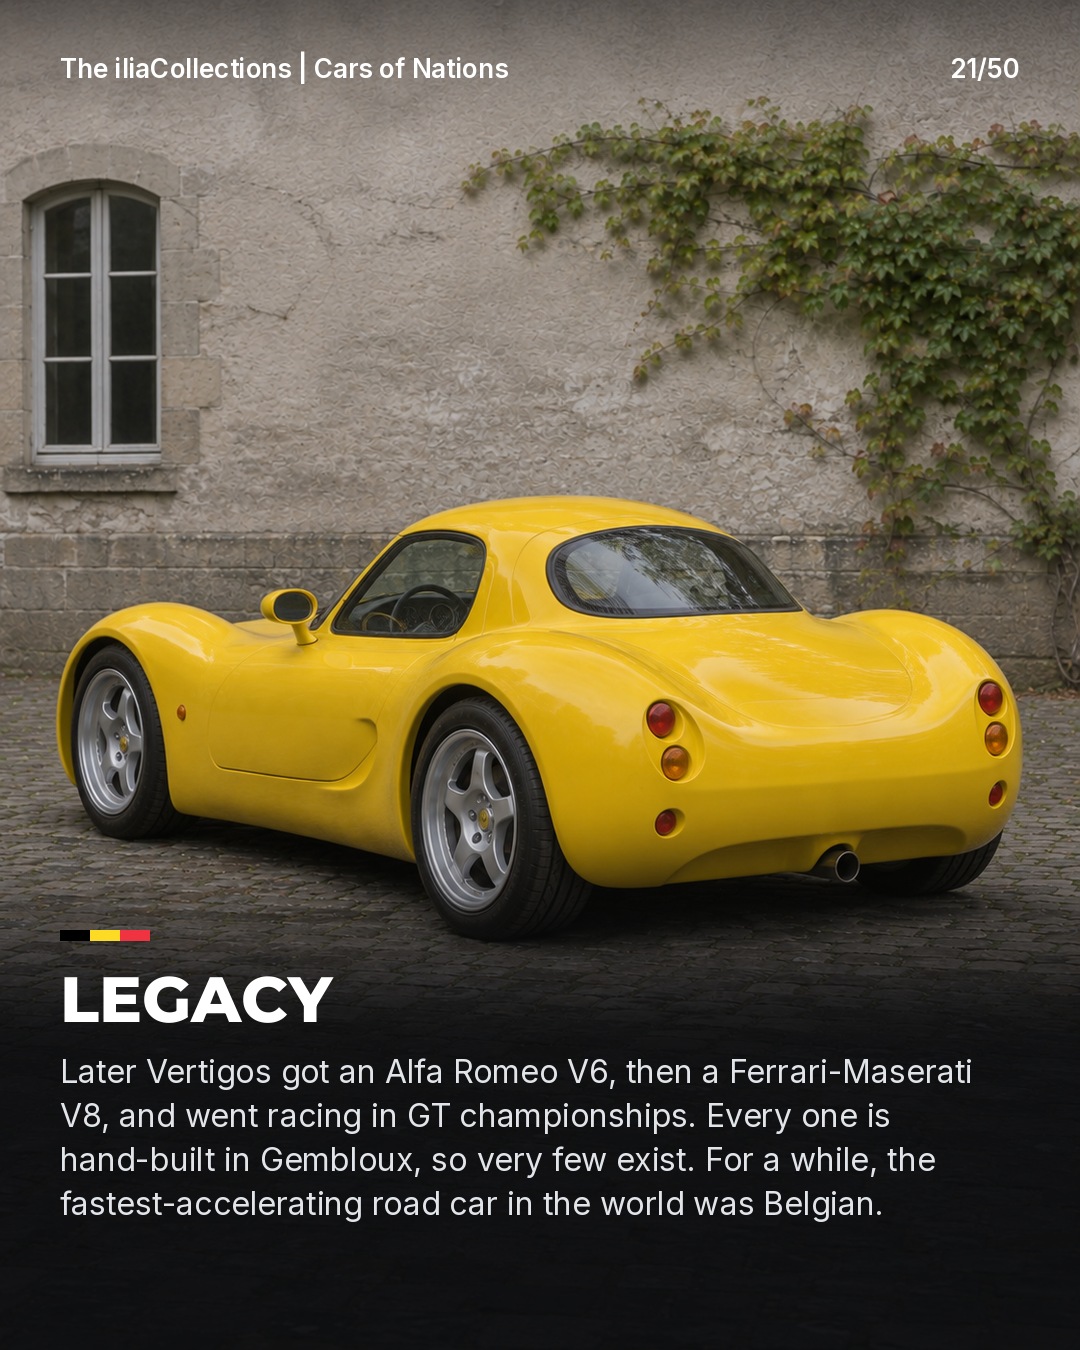 The iliaCollections | Cars of Nations
21/50
LEGACY
Later Vertigos got an Alfa Romeo V6, then a Ferrari-Maserati
V8, and went racing in GT championships. Every one is
hand-built in Gembloux, so very few exist. For a while, the
fastest-accelerating road car in the world was Belgian.